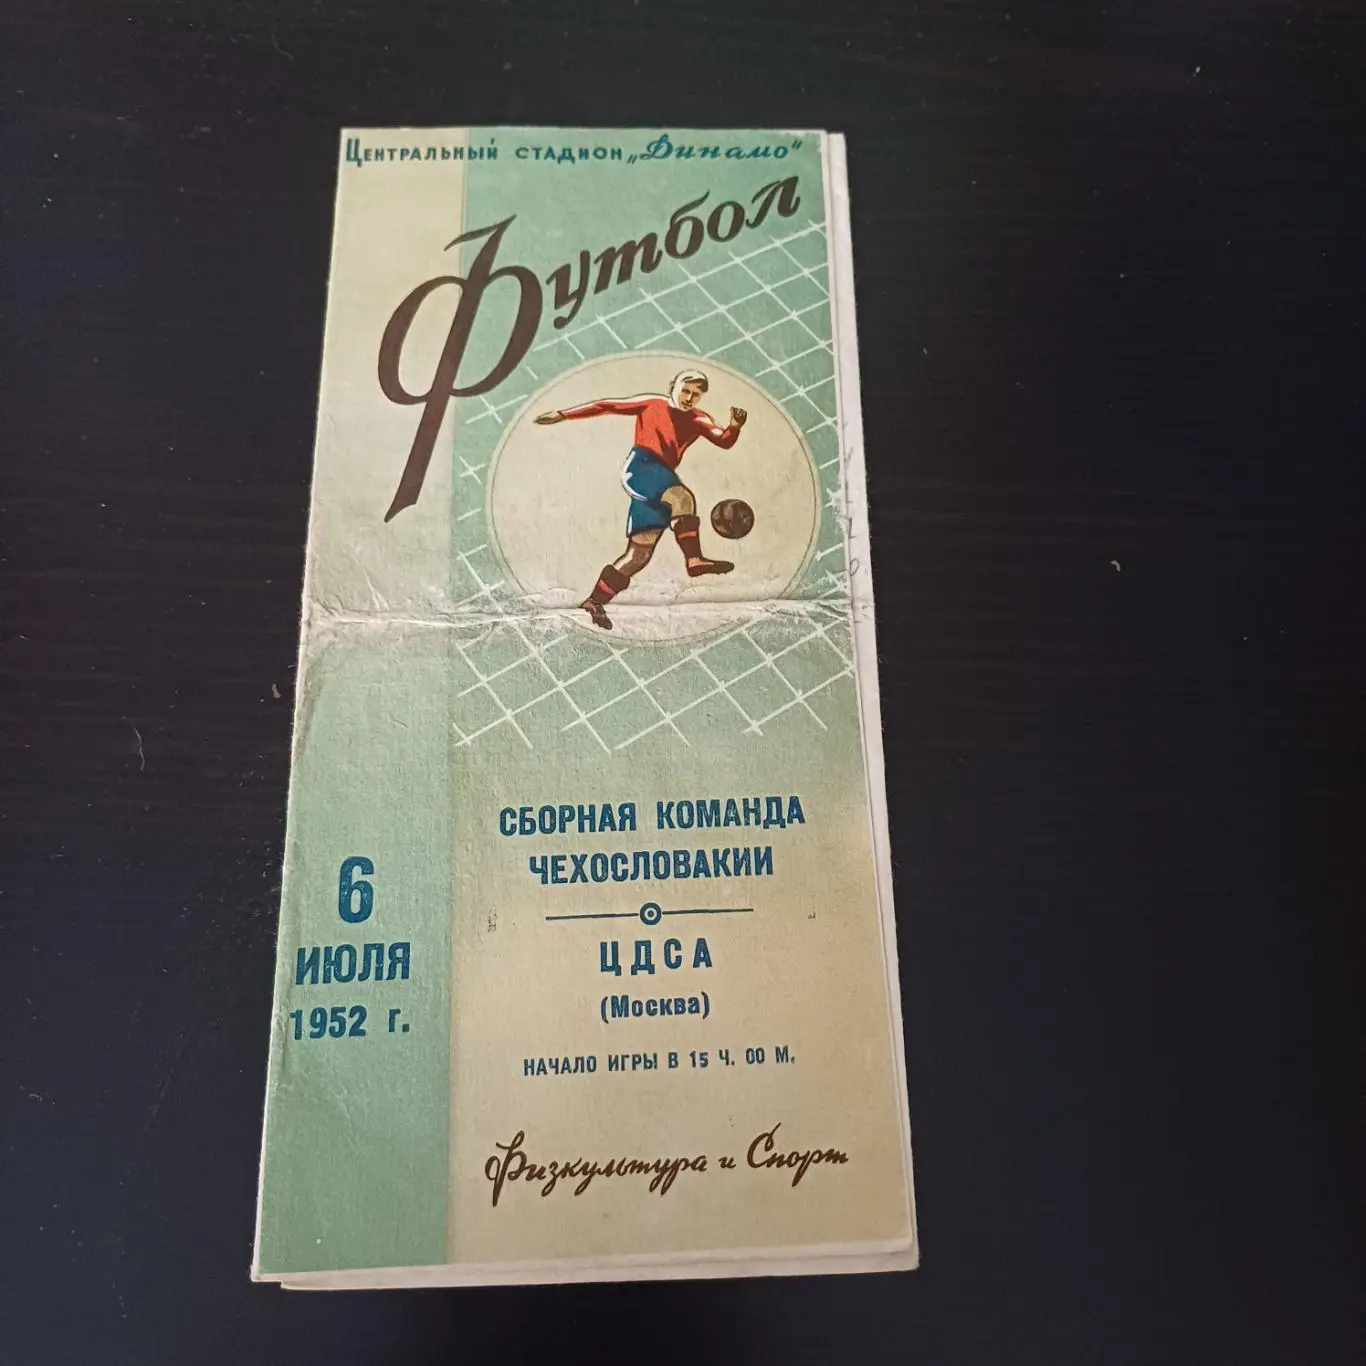 Центральный стадион „Динамо"
Футбол
6
ИЮЛЯ
1952 г.
СБОРНАЯ КОМАНДА
ЧЕХОСЛОВАКИИ
ЦДСА
(Москва)
НАЧАЛО ИГРЫ В 15 Ч. 00 М.
Физкультура и Спорт